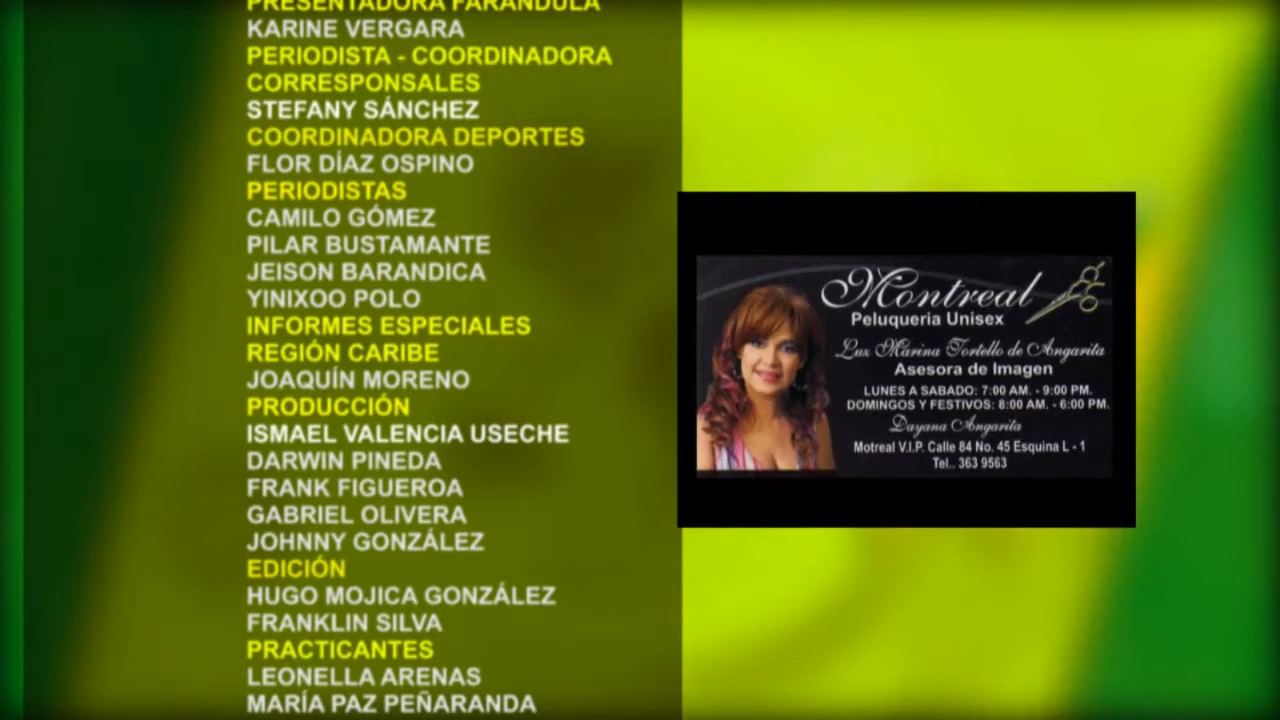 PRESENTADORA FARÁNDULA
KARINE VERGARA
PERIODISTA - COORDINADORA
CORRESPONSALES
STEFANY SÁNCHEZ
COORDINADORA DEPORTES
FLOR DÍAZ OSPINO
PERIODISTAS
CAMILO GÓMEZ
PILAR BUSTAMANTE
JEISON BARANDICA
YINIXOO POLO
INFORMES ESPECIALES
REGIÓN CARIBE
JOAQUÍN MORENO
PRODUCCIÓN
ISMAEL VALENCIA USECHE
DARWIN PINEDA
FRANK FIGUEROA
GABRIEL OLIVERA
JOHNNY GONZÁLEZ
EDICIÓN
HUGO MOJICA GONZÁLEZ
FRANKLIN SILVA
PRACTICANTES
LEONELLA ARENAS
MARÍA PAZ PEÑARANDA
Montreal
Peluqueria Unisex
Luz Marina Tortello de Angarita
Asesora de Imagen
LUNES A SABADO: 7:00 AM. - 9:00 PM.
DOMINGOS Y FESTIVOS: 8:00 AM. - 6:00 PM.
Dayana Angarita
Motreal V.I.P. Calle 84 No. 45 Esquina L - 1
Tel.. 363 9563